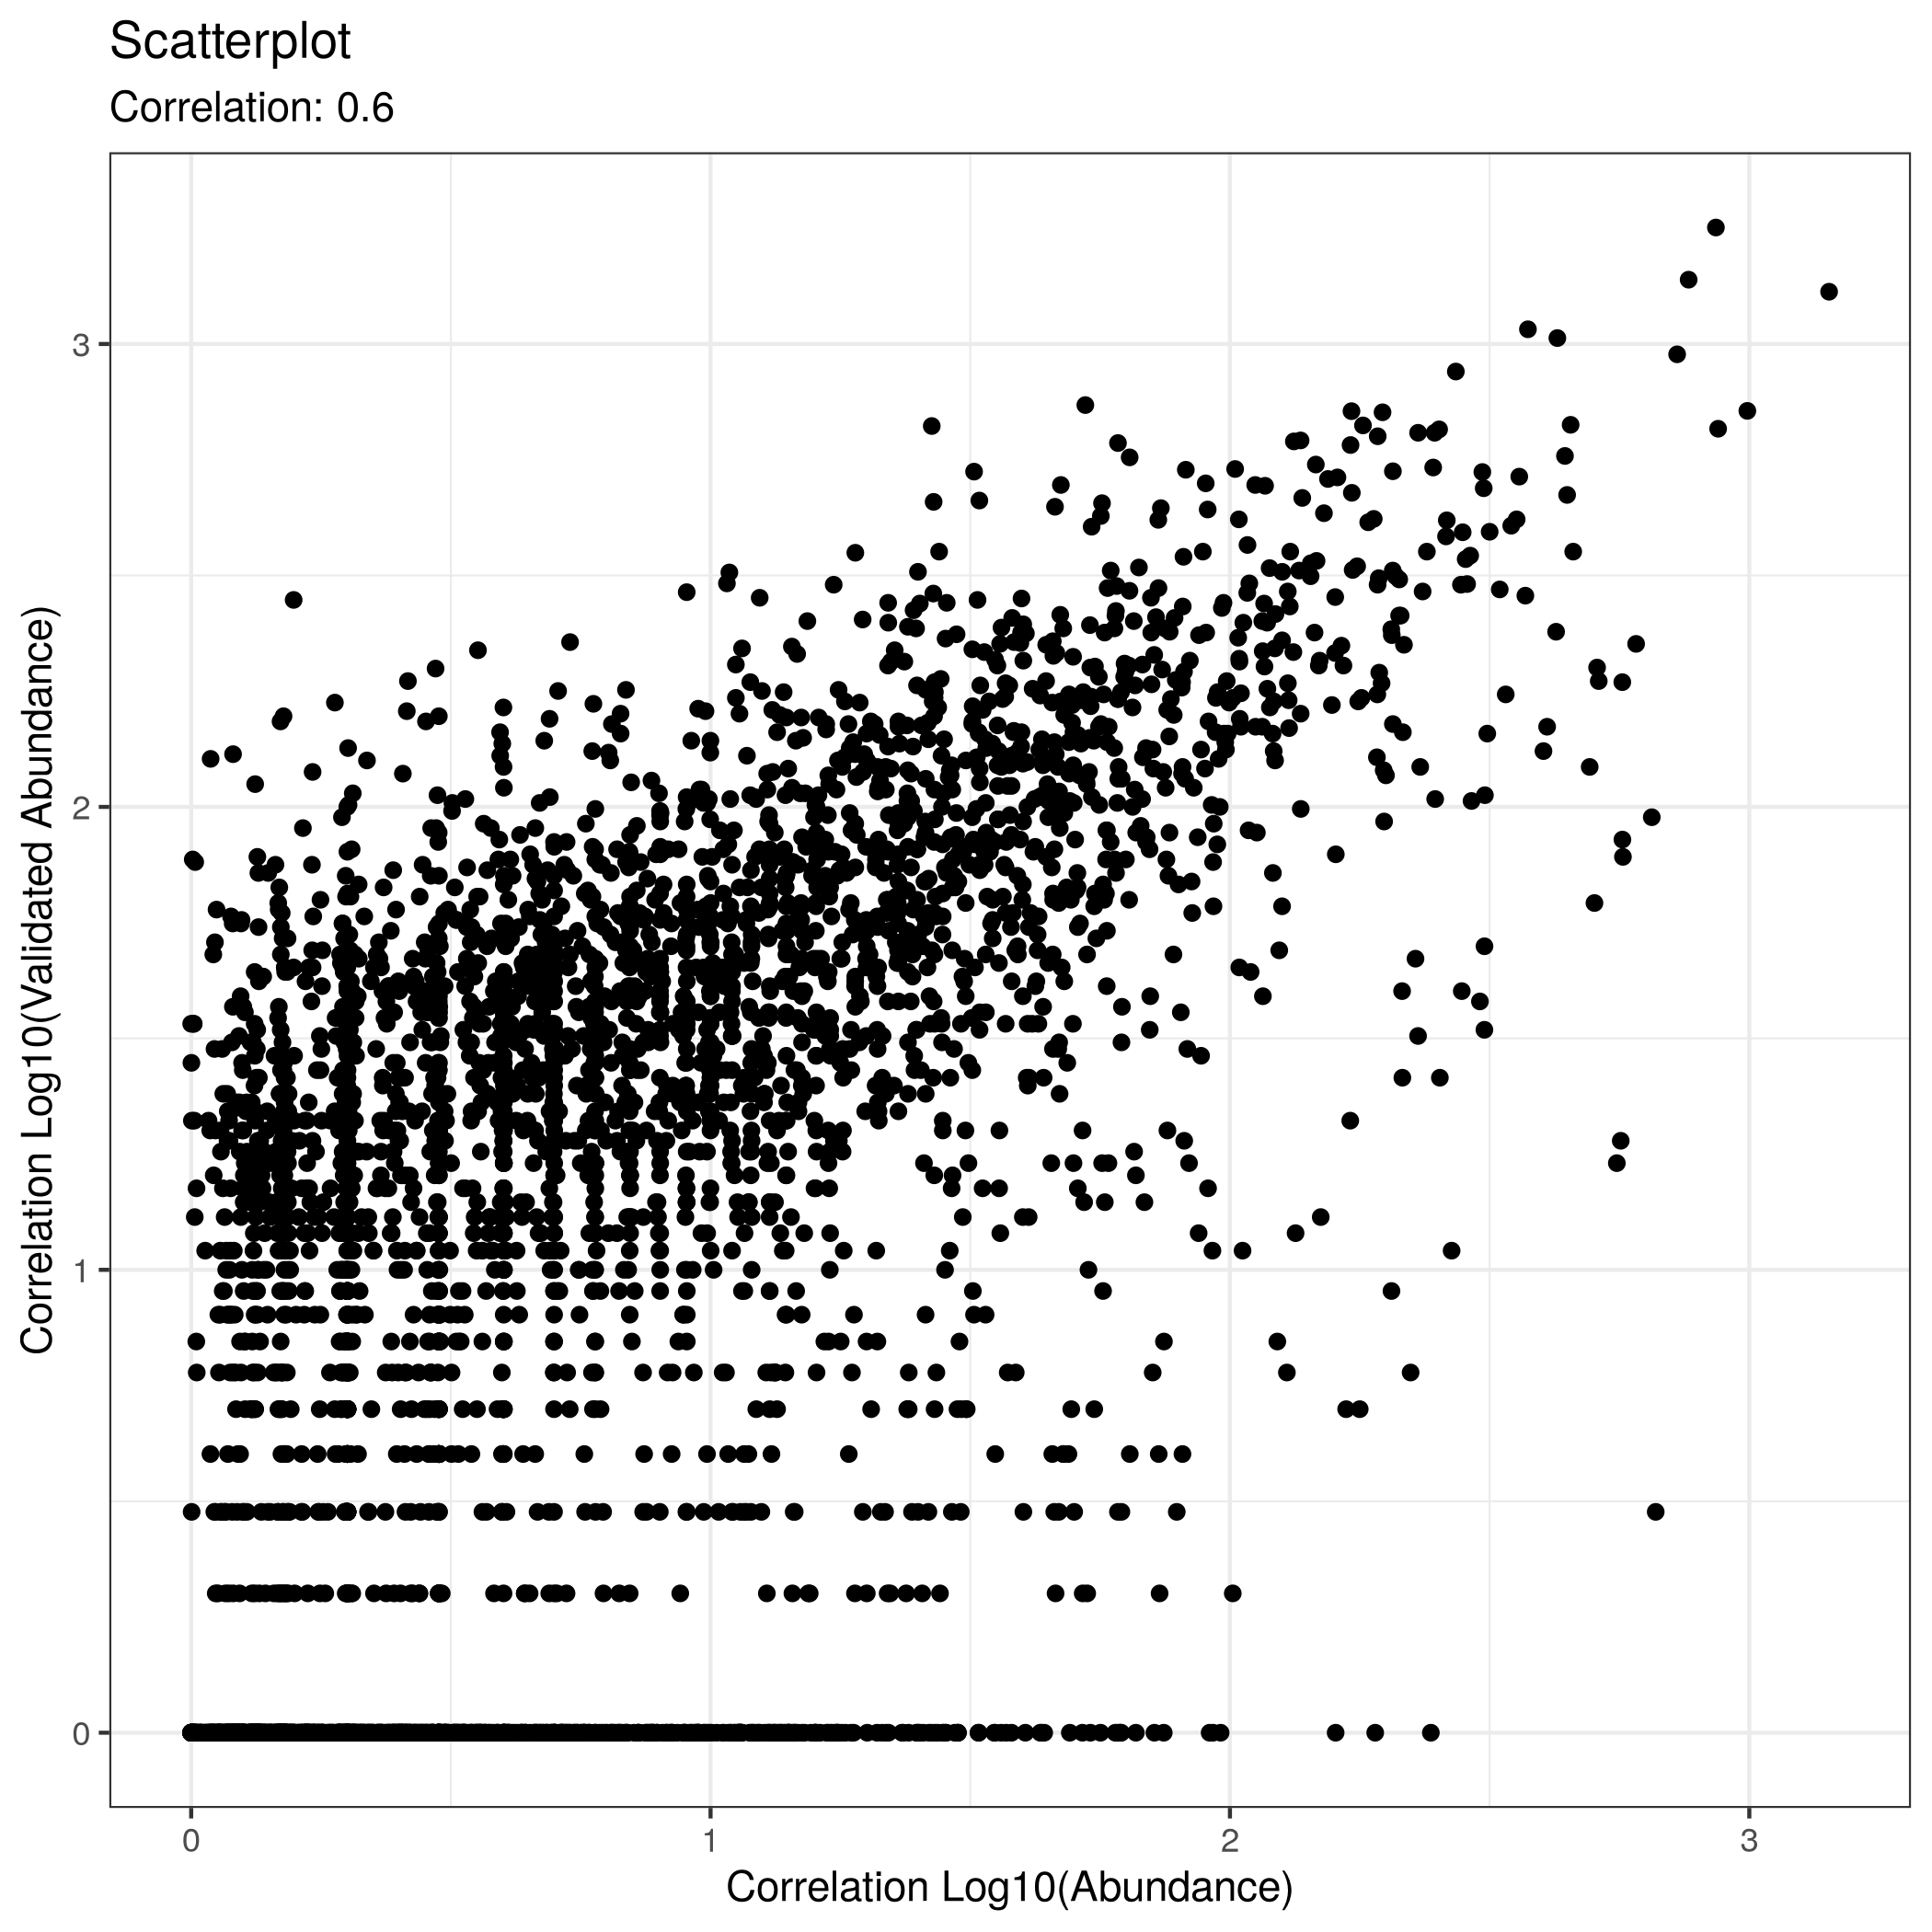 Scatterplot
Correlation: 0.6
Correlation Log10(Validated Abundance)
3
2
1
0
0 1 2 3
Correlation Log10(Abundance)